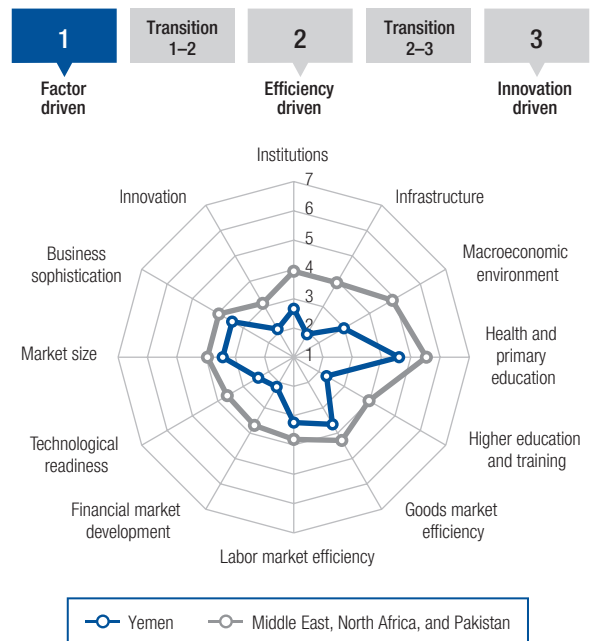 1
Transition
1–2
2
Transition
2–3
3
Factor
driven
Efficiency
driven
Innovation
driven
Institutions
7
Innovation
6
Infrastructure
5
Business
sophistication
4
Macroeconomic
environment
3
2
Market size
1
Health and
primary
education
Technological
readiness
Higher education
and training
Financial market
development
Goods market
efficiency
Labor market efficiency
Yemen
Middle East, North Africa, and Pakistan